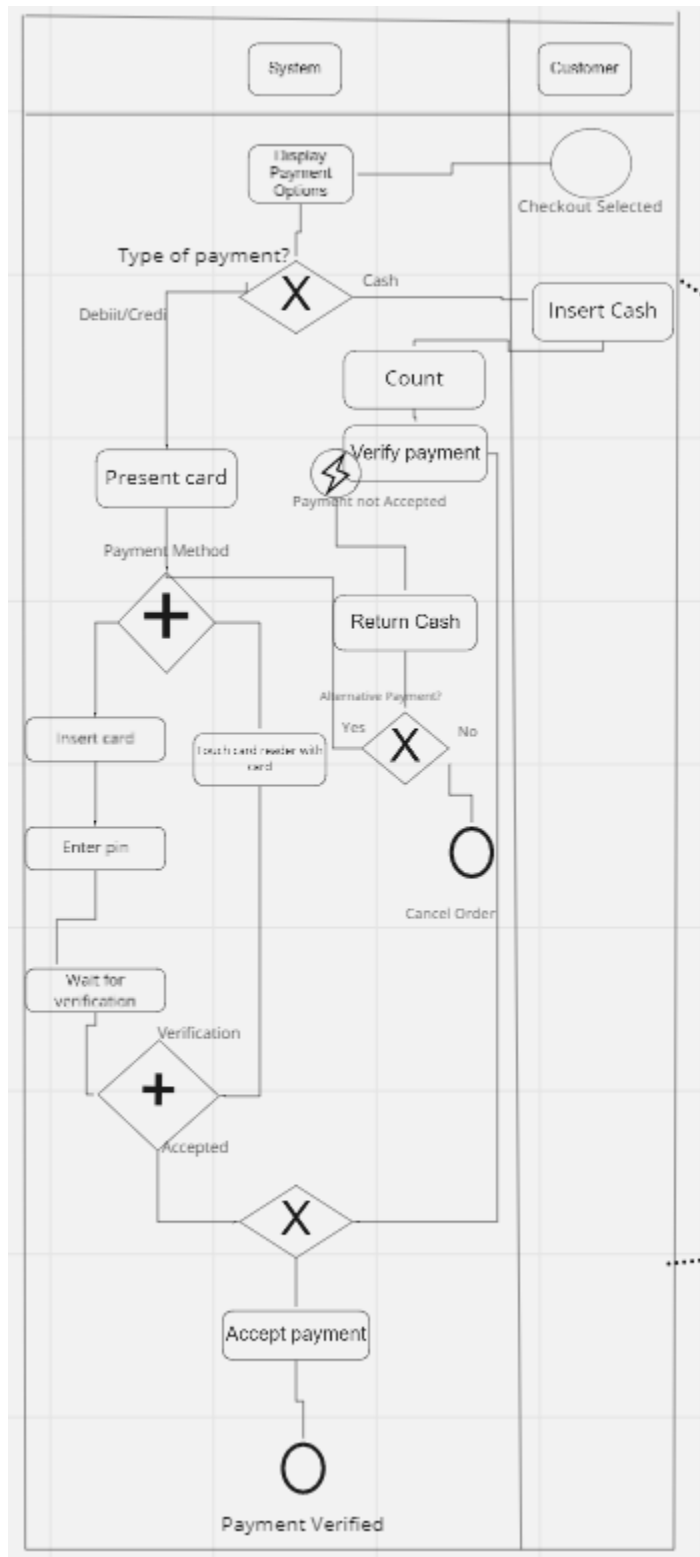 System
Customer
Display
Payment
Options
Checkout Selected
Type of payment?
X
Cash
Debiit/Credi
Insert Cash
Count
Verify payment
Present card
Payment not Accepted
Payment Method
Return Cash
Alternative Payment?
Insert card
Touch card reader with
card
Yes
X
No
Enter pin
Cancel Order
Wait for
verification
Verification
Accepted
X
Accept payment
Payment Verified